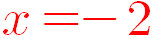 x = - 2